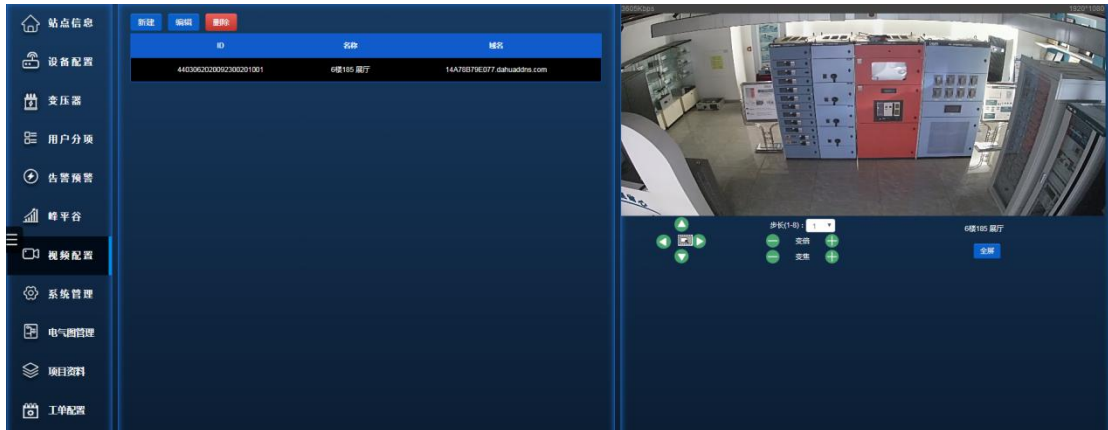 站点信息
设备配置
变压器
用户分项
告警预警
峰平谷
视频配置
系统管理
电气图管理
项目资料
工单配置
新建 编辑 删除
ID 名称 域名
4403062020092300201001 6楼185 展厅 14A78B79E077.dahuaddns.com
3605Kbps 1920*1080
步长(1-8)： 1
变倍
变焦
6楼185 展厅
全屏